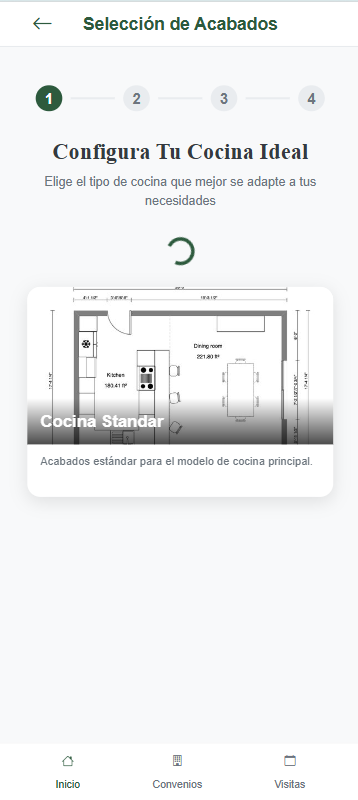 Selección de Acabados
1 2 3 4
Configura Tu Cocina Ideal
Elige el tipo de cocina que mejor se adapte a tus
necesidades
Dining room
221.80 ft²
Kitchen
180.41 ft²
Cocina Standar
Acabados estándar para el modelo de cocina principal.
Inicio Convenios Visitas